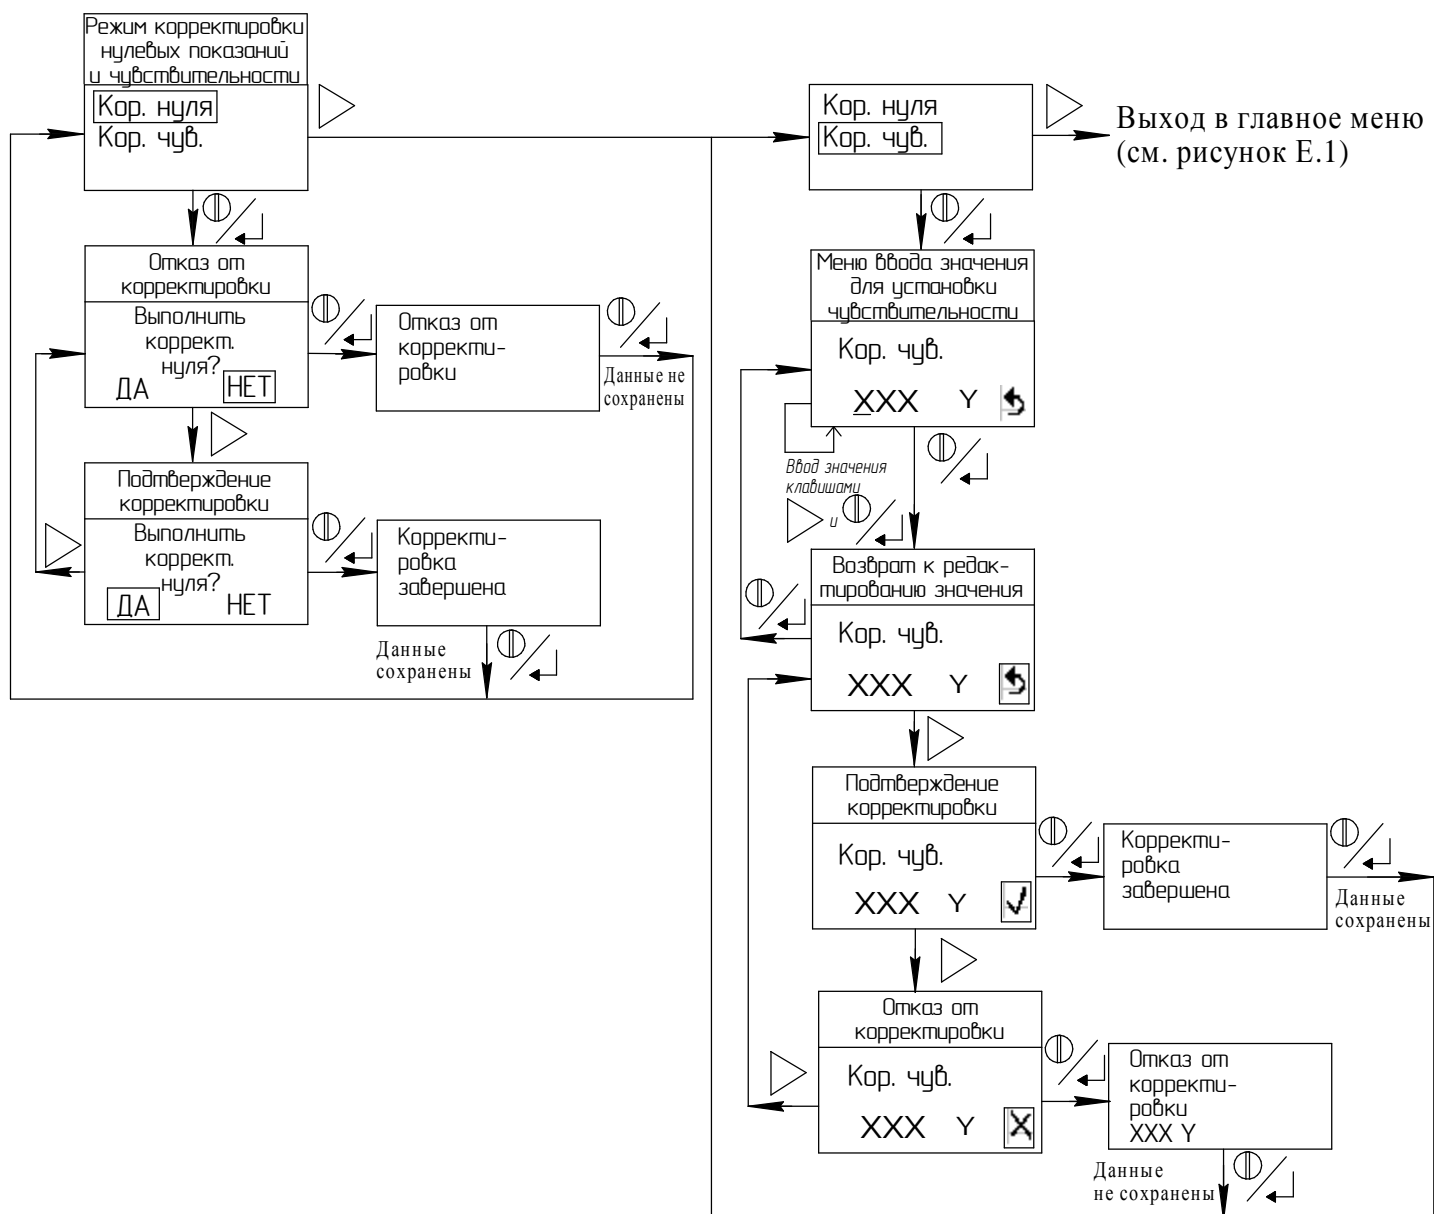 Режим корректировки
нулевых показаний
и чувствительности
Кор. нуля
Кор. чув.
Отказ от
корректировки
Выполнить
коррект.
нуля?
ДА НЕТ
Отказ от
корректи-
ровки
Данные не
сохранены
Подтверждение
корректировки
Выполнить
коррект.
нуля?
ДА НЕТ
Корректи-
ровка
завершена
Данные
сохранены
Кор. нуля
Кор. чув.
Выход в главное меню
(см. рисунок Е.1)
Меню ввода значения
для установки
чувствительности
Кор. чув.
XXX Y
Ввод значения
клавишами
и
Возврат к редак-
тированию значения
Кор. чув.
XXX Y
Подтверждение
корректировки
Кор. чув.
XXX Y
Корректи-
ровка
завершена
Данные
сохранены
Отказ от
корректировки
Кор. чув.
XXX Y
Отказ от
корректи-
ровки
XXX Y
Данные
не сохранены